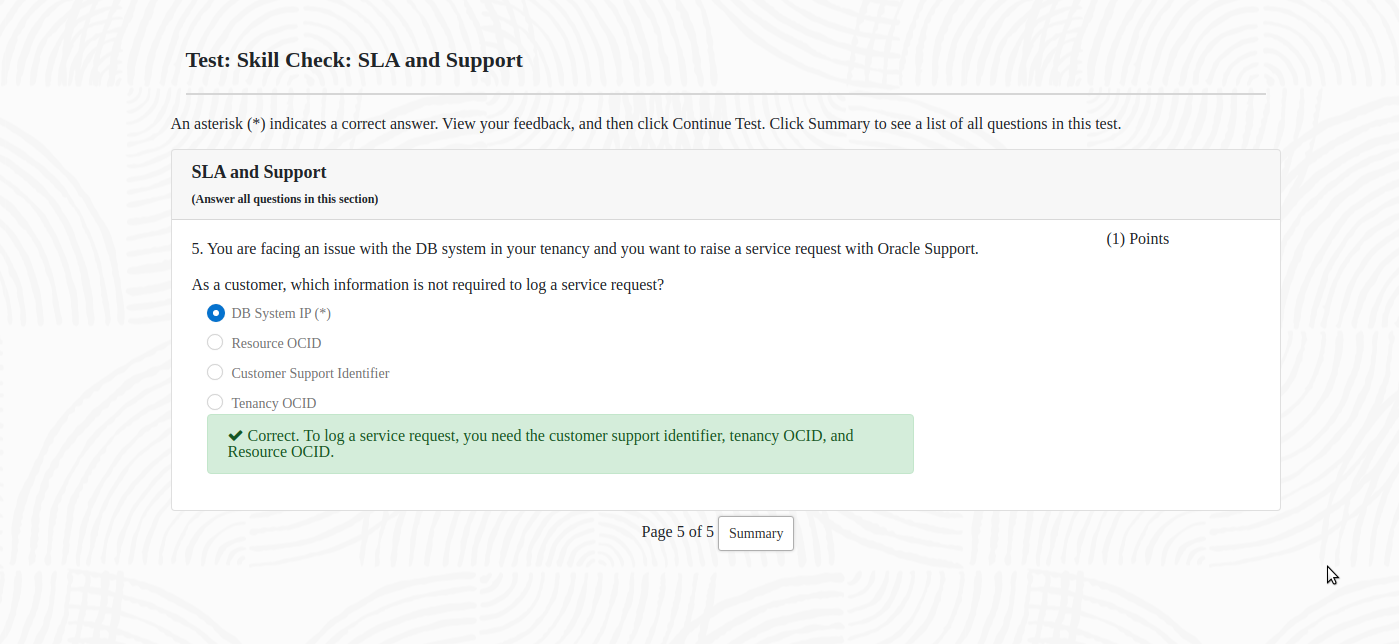 Test: Skill Check: SLA and Support
An asterisk (*) indicates a correct answer. View your feedback, and then click Continue Test. Click Summary to see a list of all questions in this test.
SLA and Support
(Answer all questions in this section)
5. You are facing an issue with the DB system in your tenancy and you want to raise a service request with Oracle Support.
(1) Points
As a customer, which information is not required to log a service request?
DB System IP (*)
Resource OCID
Customer Support Identifier
Tenancy OCID
✔ Correct. To log a service request, you need the customer support identifier, tenancy OCID, and
Resource OCID.
Page 5 of 5 Summary